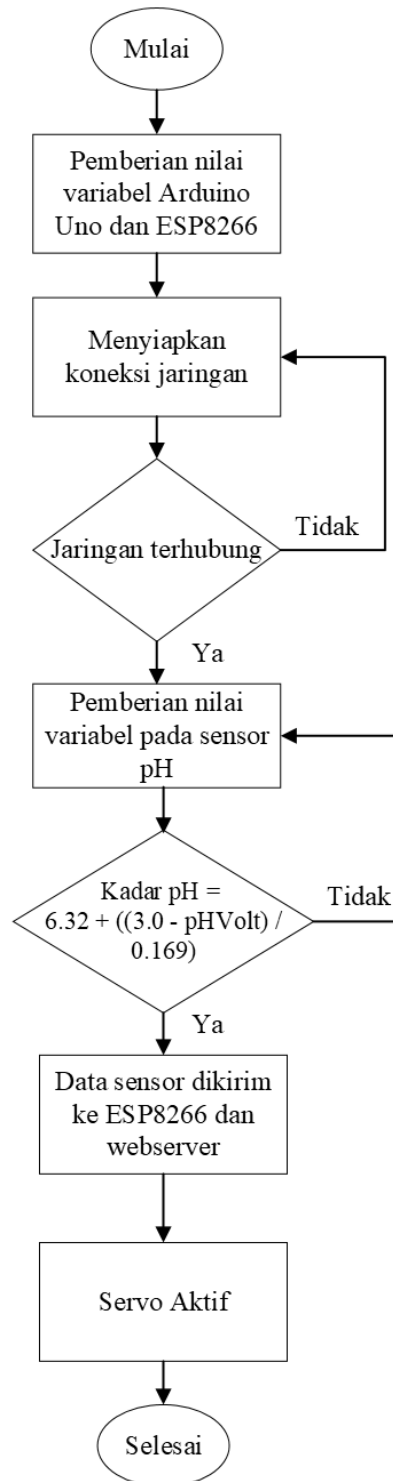 Mulai
Pemberian nilai
variabel Arduino
Uno dan ESP8266
Menyiapkan
koneksi jaringan
Jaringan terhubung
Tidak
Ya
Pemberian nilai
variabel pada sensor
pH
Kadar pH =
6.32 + ((3.0 - pHVolt) /
0.169)
Tidak
Ya
Data sensor dikirim
ke ESP8266 dan
webserver
Servo Aktif
Selesai